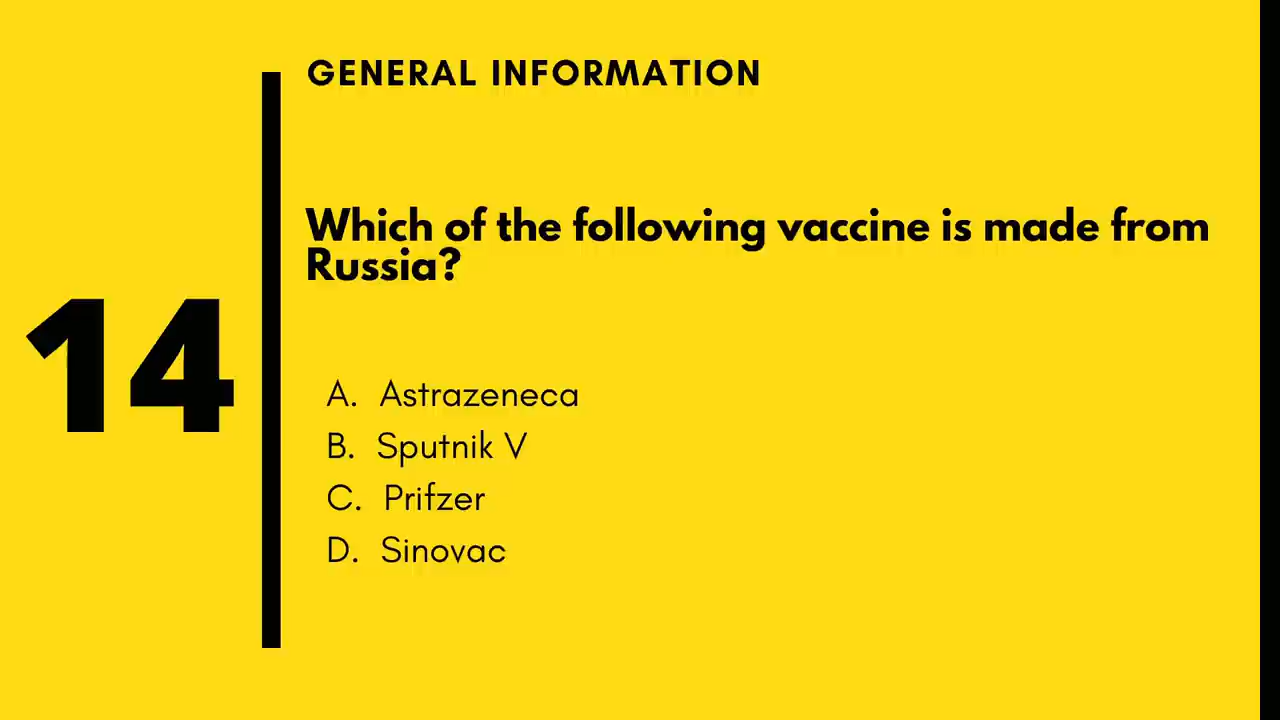 GENERAL INFORMATION
Which of the following vaccine is made from
Russia?
14
A. Astrazeneca
B. Sputnik V
C. Prifzer
D. Sinovac